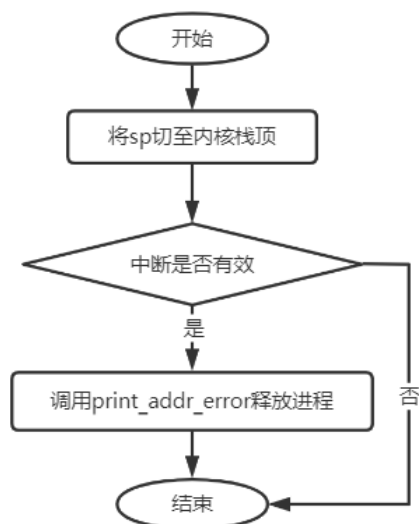 开始
将sp切至内核栈顶
中断是否有效
是
调用print_addr_error释放进程
否
结束